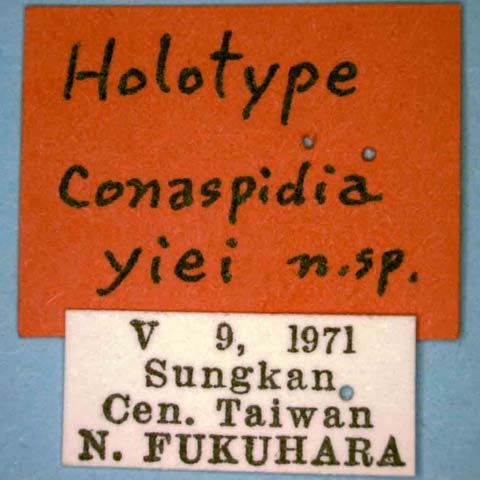 Holotype
Conaspidia
yiei n.sp.
V 9, 1971
Sungkan
Cen. Taiwan
N. FUKUHARA